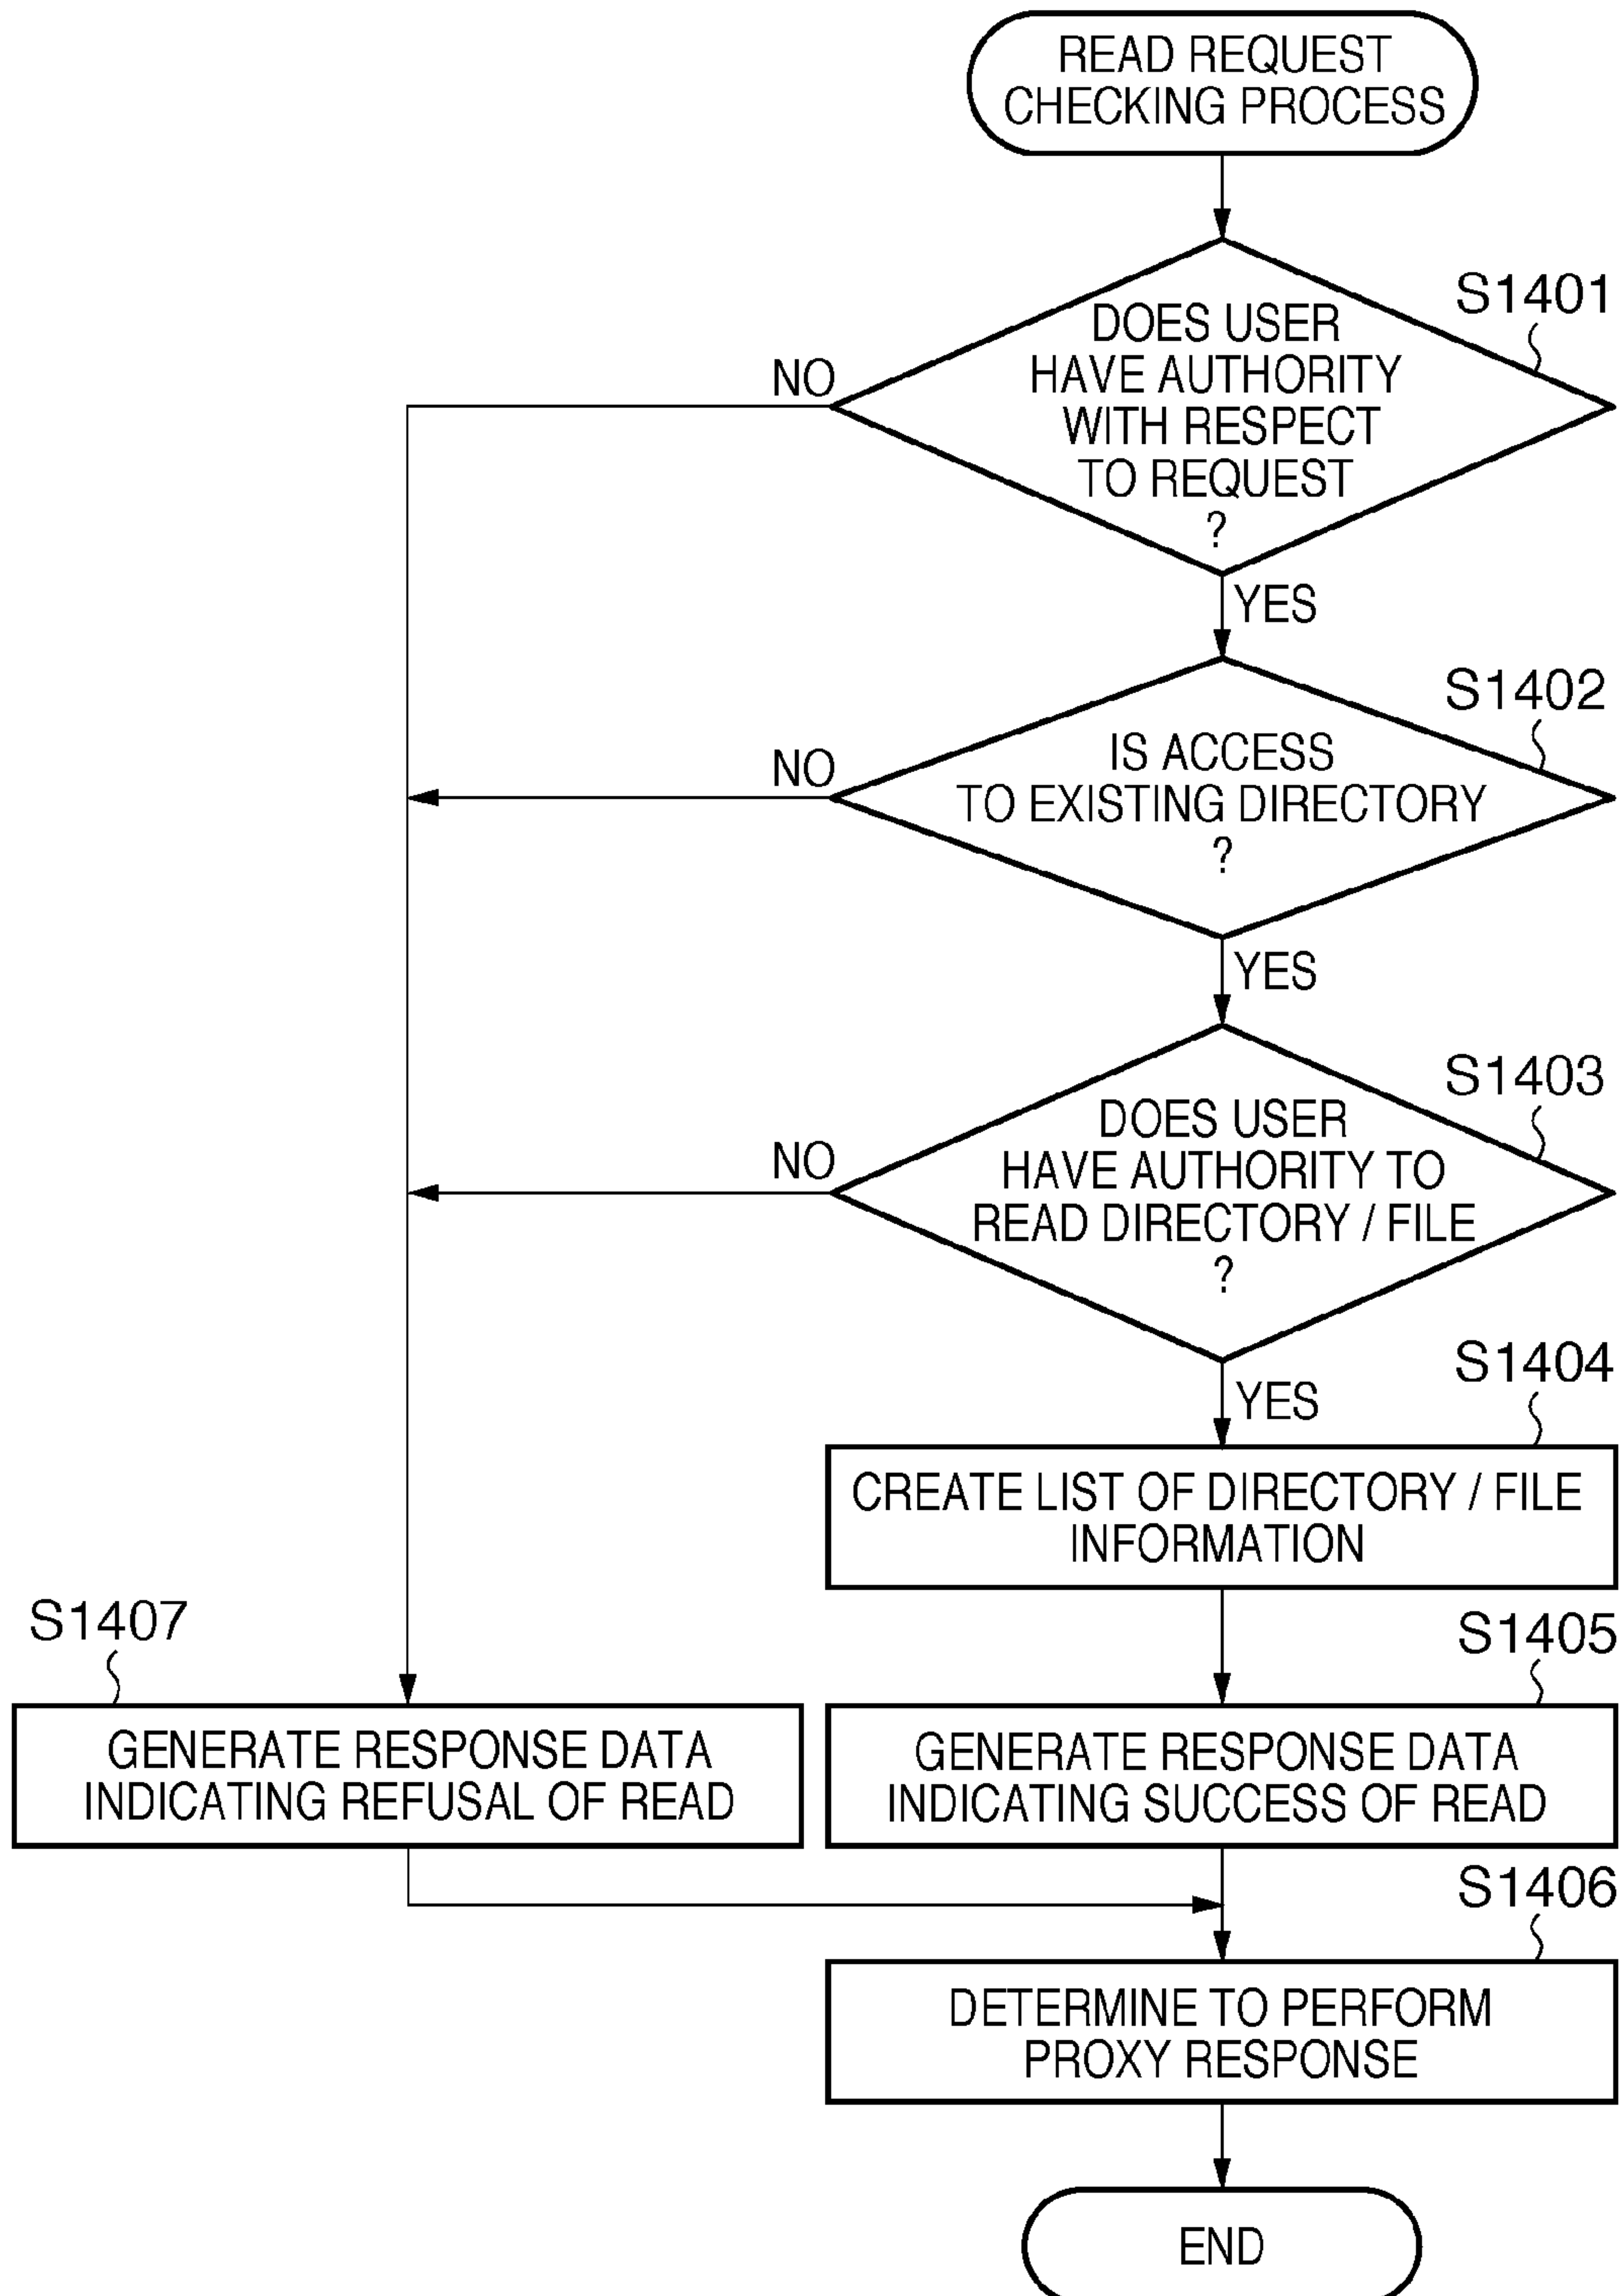 READ REQUEST
CHECKING PROCESS
S1401
DOES USER
HAVE AUTHORITY
WITH RESPECT
TO REQUEST
?
NO
YES
S1402
IS ACCESS
TO EXISTING DIRECTORY
?
NO
YES
S1403
DOES USER
HAVE AUTHORITY TO
READ DIRECTORY / FILE
?
NO
YES
S1404
CREATE LIST OF DIRECTORY / FILE
INFORMATION
S1407
GENERATE RESPONSE DATA
INDICATING REFUSAL OF READ
S1405
GENERATE RESPONSE DATA
INDICATING SUCCESS OF READ
S1406
DETERMINE TO PERFORM
PROXY RESPONSE
END